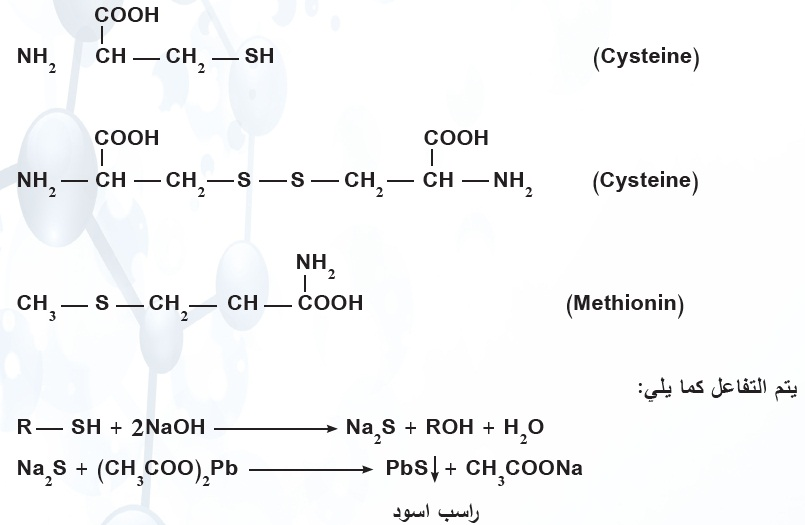 COOH
NH₂ CH — CH₂ — SH (Cysteine)
COOH COOH
NH₂ — CH — CH₂ — S — S — CH₂ — CH — NH₂ (Cysteine)
NH₂
CH₃ — S — CH₂ — CH — COOH (Methionin)
يتم التفاعل كما يلي:
R — SH + 2NaOH ⟶ Na₂S + ROH + H₂O
Na₂S + (CH₃COO)₂Pb ⟶ PbS↓ + CH₃COONa
راسب اسود